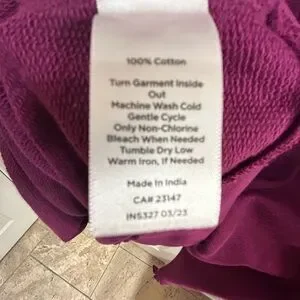 100% Cotton
Turn Garment Inside
Out
Machine Wash Cold
Gentle Cycle
Only Non-Chlorine
Bleach When Needed
Tumble Dry Low
Warm Iron, If Needed
Made In India
CA# 23147
INS327 03/23